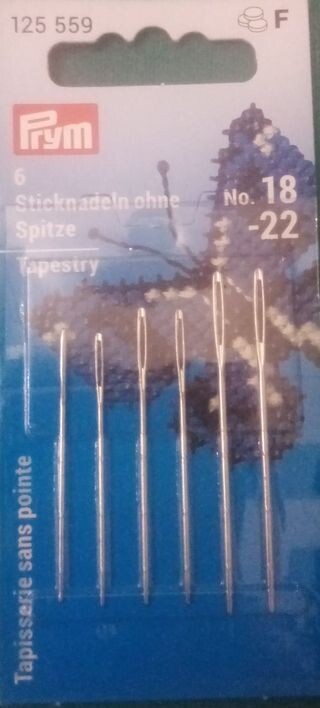 125 559
F
Prym
6
Sticknadeln ohne
Spitze
Tapestry
No. 18
-22
Tapisserie sans pointe